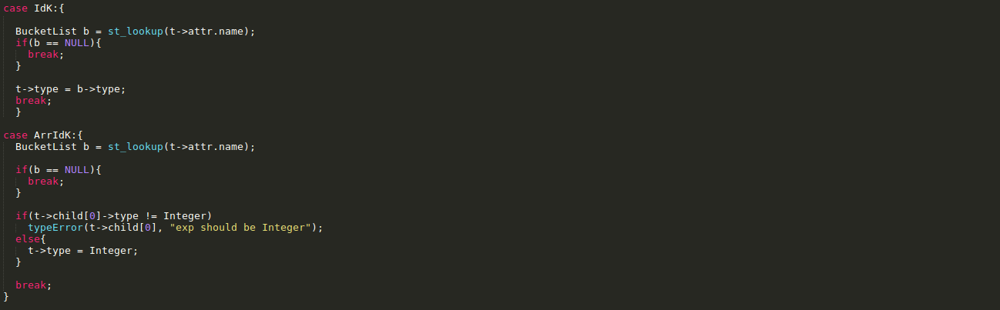 case IdK:{
BucketList b = st_lookup(t->attr.name);
if(b == NULL){
break;
}
t->type = b->type;
break;
}
case ArrIdK:{
BucketList b = st_lookup(t->attr.name);
if(b == NULL){
break;
}
if(t->child[0]->type != Integer)
typeError(t->child[0], "exp should be Integer");
else{
t->type = Integer;
}
break;
}